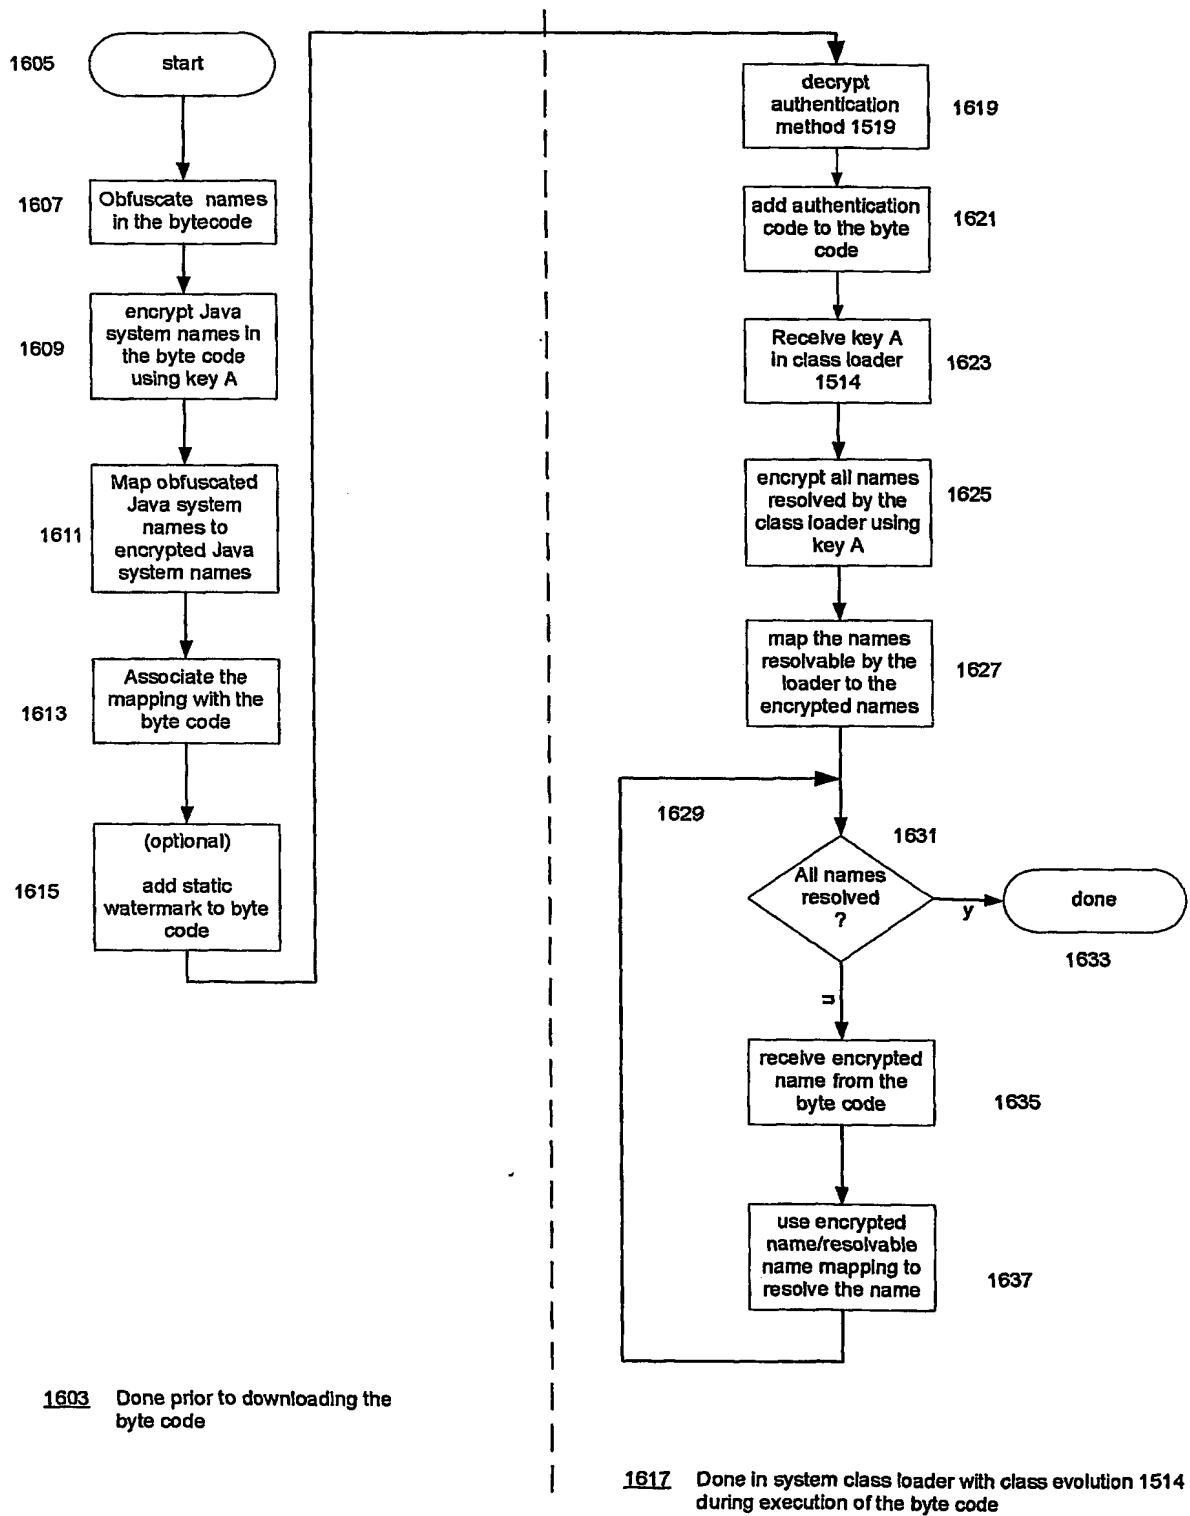 1605
start
1607
Obfuscate names
in the bytecode
1609
encrypt Java
system names in
the byte code
using key A
1611
Map obfuscated
Java system
names to
encrypted Java
system names
1613
Associate the
mapping with the
byte code
1615
(optional)
add static
watermark to byte
code
1603 Done prior to downloading the
byte code
decrypt
authentication
method 1519
1619
add authentication
code to the byte
code
1621
Receive key A
in class loader
1514
1623
encrypt all names
resolved by the
class loader using
key A
1625
map the names
resolvable by the
loader to the
encrypted names
1627
1629
1631
All names
resolved
?
y
done
1633
n
receive encrypted
name from the
byte code
1635
use encrypted
name/resolvable
name mapping to
resolve the name
1637
1617 Done in system class loader with class evolution 1514
during execution of the byte code